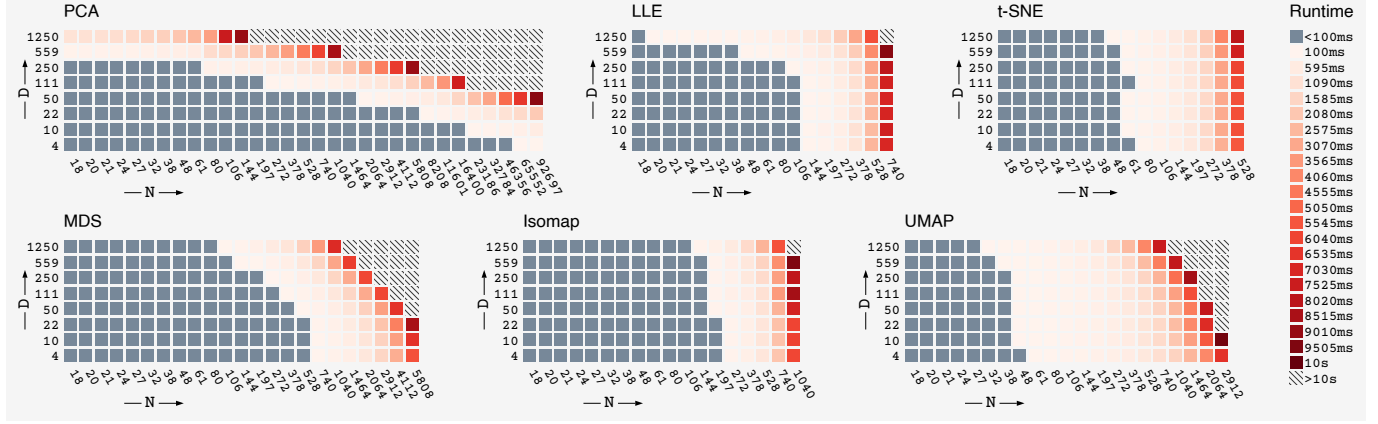 PCA
1250
559
250
111
50
22
10
4
D
18 20 21 24 27 32 38 48 61 80 106 144 197 272 378 528 740 1040 1464 2064 2912 4112 5808 8208 11601 16400 23186 32784 46356 65552 92697
N
LLE
1250
559
250
111
50
22
10
4
D
18 20 21 24 27 32 38 48 61 80 106 144 197 272 378 528 740
N
t-SNE
1250
559
250
111
50
22
10
4
D
18 20 21 24 27 32 38 48 61 80 106 144 197 272 378 528
N
MDS
1250
559
250
111
50
22
10
4
D
18 20 21 24 27 32 38 48 61 80 106 144 197 272 378 528 740 1040 1464 2064 2912 4112 5808
N
Isomap
1250
559
250
111
50
22
10
4
D
18 20 21 24 27 32 38 48 61 80 106 144 197 272 378 528 740 1040
N
UMAP
1250
559
250
111
50
22
10
4
D
18 20 21 24 27 32 38 48 61 80 106 144 197 272 378 528 740 1040 1464 2064 2912
N
Runtime
<100ms
100ms
595ms
1090ms
1585ms
2080ms
2575ms
3070ms
3565ms
4060ms
4555ms
5050ms
5545ms
6040ms
6535ms
7030ms
7525ms
8020ms
8515ms
9010ms
9505ms
10s
>10s